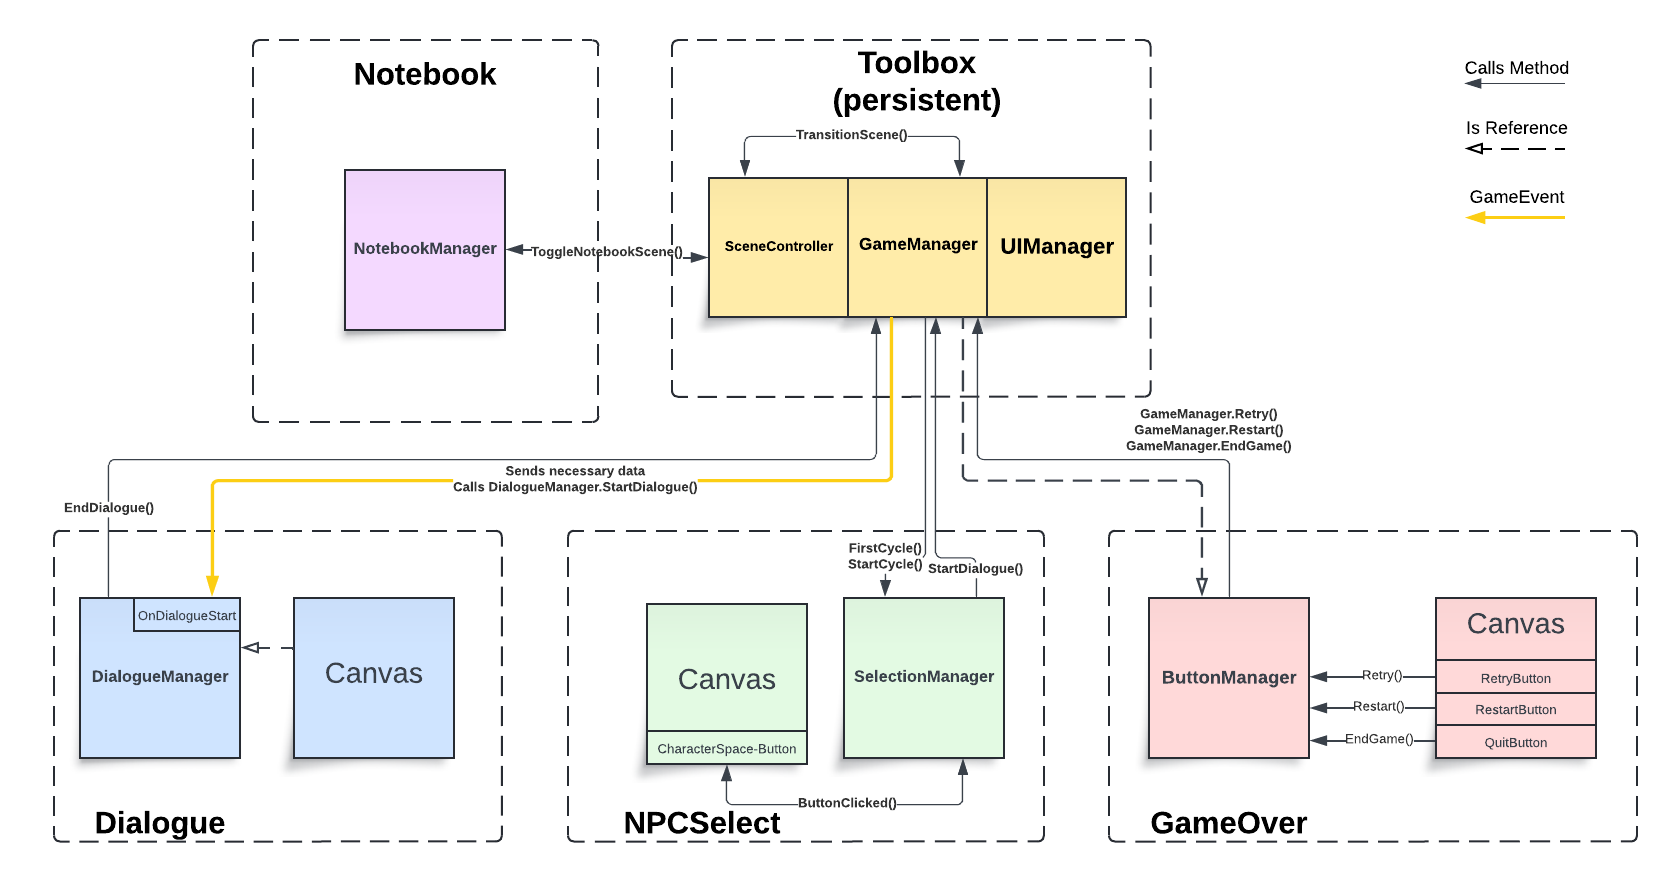 Notebook
Toolbox
(persistent)
Calls Method
Is Reference
GameEvent
TransitionScene()
NotebookManager
ToggleNotebookScene()
SceneController
GameManager
UIManager
GameManager.Retry()
GameManager.Restart()
GameManager.EndGame()
Sends necessary data
Calls DialogueManager.StartDialogue()
EndDialogue()
FirstCycle()
StartCycle()
StartDialogue()
OnDialogueStart
DialogueManager
Canvas
Dialogue
Canvas
CharacterSpace-Button
SelectionManager
ButtonClicked()
NPCSelect
ButtonManager
Retry()
Restart()
EndGame()
Canvas
RetryButton
RestartButton
QuitButton
GameOver